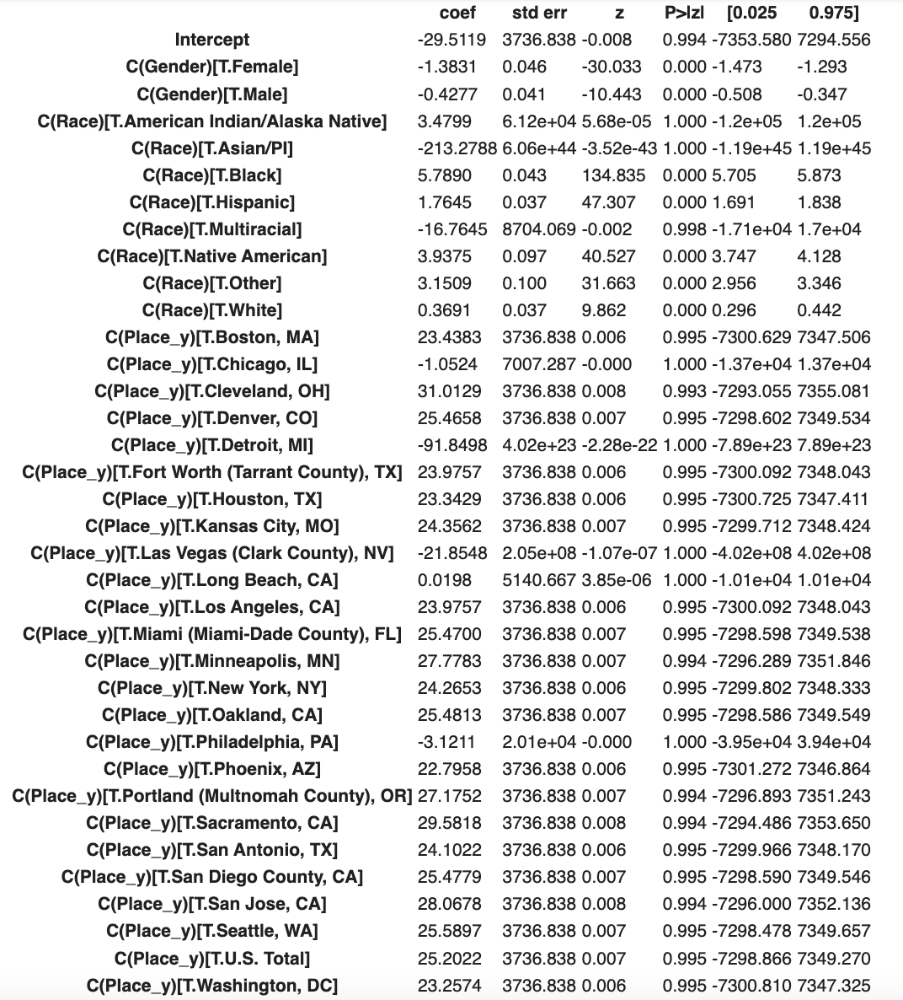 coef std err z P>|z| [0.025 0.975]
Intercept -29.5119 3736.838 -0.008 0.994 -7353.580 7294.556
C(Gender)[T.Female] -1.3831 0.046 -30.033 0.000 -1.473 -1.293
C(Gender)[T.Male] -0.4277 0.041 -10.443 0.000 -0.508 -0.347
C(Race)[T.American Indian/Alaska Native] 3.4799 6.12e+04 5.68e-05 1.000 -1.2e+05 1.2e+05
C(Race)[T.Asian/PI] -213.2788 6.06e+44 -3.52e-43 1.000 -1.19e+45 1.19e+45
C(Race)[T.Black] 5.7890 0.043 134.835 0.000 5.705 5.873
C(Race)[T.Hispanic] 1.7645 0.037 47.307 0.000 1.691 1.838
C(Race)[T.Multiracial] -16.7645 8704.069 -0.002 0.998 -1.71e+04 1.7e+04
C(Race)[T.Native American] 3.9375 0.097 40.527 0.000 3.747 4.128
C(Race)[T.Other] 3.1509 0.100 31.663 0.000 2.956 3.346
C(Race)[T.White] 0.3691 0.037 9.862 0.000 0.296 0.442
C(Place_y)[T.Boston, MA] 23.4383 3736.838 0.006 0.995 -7300.629 7347.506
C(Place_y)[T.Chicago, IL] -1.0524 7007.287 -0.000 1.000 -1.37e+04 1.37e+04
C(Place_y)[T.Cleveland, OH] 31.0129 3736.838 0.008 0.993 -7293.055 7355.081
C(Place_y)[T.Denver, CO] 25.4658 3736.838 0.007 0.995 -7298.602 7349.534
C(Place_y)[T.Detroit, MI] -91.8498 4.02e+23 -2.28e-22 1.000 -7.89e+23 7.89e+23
C(Place_y)[T.Fort Worth (Tarrant County), TX] 23.9757 3736.838 0.006 0.995 -7300.092 7348.043
C(Place_y)[T.Houston, TX] 23.3429 3736.838 0.006 0.995 -7300.725 7347.411
C(Place_y)[T.Kansas City, MO] 24.3562 3736.838 0.007 0.995 -7299.712 7348.424
C(Place_y)[T.Las Vegas (Clark County), NV] -21.8548 2.05e+08 -1.07e-07 1.000 -4.02e+08 4.02e+08
C(Place_y)[T.Long Beach, CA] 0.0198 5140.667 3.85e-06 1.000 -1.01e+04 1.01e+04
C(Place_y)[T.Los Angeles, CA] 23.9757 3736.838 0.006 0.995 -7300.092 7348.043
C(Place_y)[T.Miami (Miami-Dade County), FL] 25.4700 3736.838 0.007 0.995 -7298.598 7349.538
C(Place_y)[T.Minneapolis, MN] 27.7783 3736.838 0.007 0.994 -7296.289 7351.846
C(Place_y)[T.New York, NY] 24.2653 3736.838 0.006 0.995 -7299.802 7348.333
C(Place_y)[T.Oakland, CA] 25.4813 3736.838 0.007 0.995 -7298.586 7349.549
C(Place_y)[T.Philadelphia, PA] -3.1211 2.01e+04 -0.000 1.000 -3.95e+04 3.94e+04
C(Place_y)[T.Phoenix, AZ] 22.7958 3736.838 0.006 0.995 -7301.272 7346.864
C(Place_y)[T.Portland (Multnomah County), OR] 27.1752 3736.838 0.007 0.994 -7296.893 7351.243
C(Place_y)[T.Sacramento, CA] 29.5818 3736.838 0.008 0.994 -7294.486 7353.650
C(Place_y)[T.San Antonio, TX] 24.1022 3736.838 0.006 0.995 -7299.966 7348.170
C(Place_y)[T.San Diego County, CA] 25.4779 3736.838 0.007 0.995 -7298.590 7349.546
C(Place_y)[T.San Jose, CA] 28.0678 3736.838 0.008 0.994 -7296.000 7352.136
C(Place_y)[T.Seattle, WA] 25.5897 3736.838 0.007 0.995 -7298.478 7349.657
C(Place_y)[T.U.S. Total] 25.2022 3736.838 0.007 0.995 -7298.866 7349.270
C(Place_y)[T.Washington, DC] 23.2574 3736.838 0.006 0.995 -7300.810 7347.325